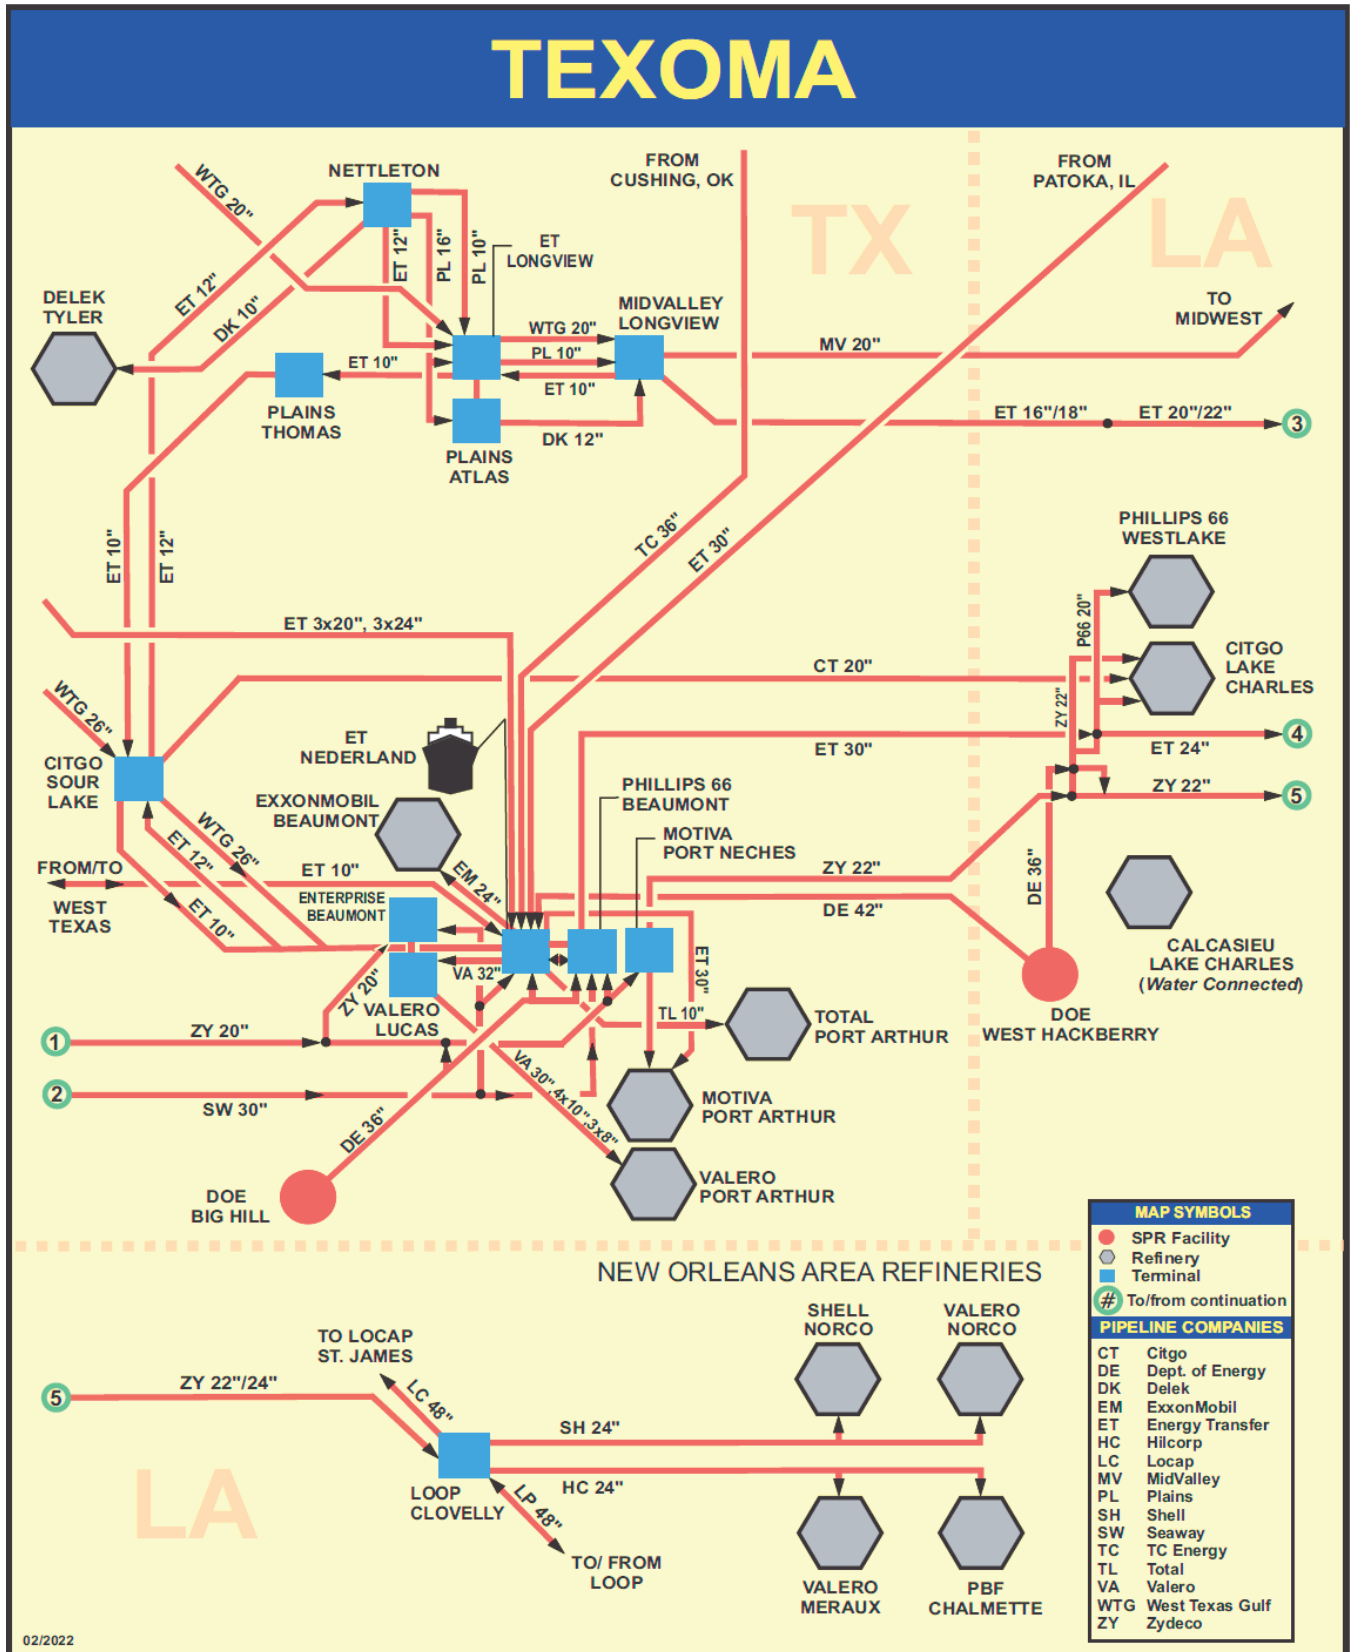 TEXOMA
NETTLETON
WTG 20"
FROM
CUSHING, OK
FROM
PATOKA, IL
TX
LA
ET 12"
PL 16"
PL 10"
ET
LONGVIEW
ET 12"
DK 10"
DELEK
TYLER
MIDVALLEY
LONGVIEW
TO
MIDWEST
WTG 20"
PL 10"
ET 10"
ET 10"
MV 20"
PLAINS
THOMAS
DK 12"
PLAINS
ATLAS
ET 16"/18"
ET 20"/22"
3
ET 10"
ET 12"
TC 36"
ET 30"
PHILLIPS 66
WESTLAKE
P66 20"
ET 3x20", 3x24"
CT 20"
CITGO
LAKE
CHARLES
ZY 22"
WTG 26"
ET
NEDERLAND
ET 30"
ET 24"
4
CITGO
SOUR
LAKE
PHILLIPS 66
BEAUMONT
ZY 22"
5
EXXONMOBIL
BEAUMONT
WTG 26"
ET 12"
MOTIVA
PORT NECHES
FROM/TO
WEST
TEXAS
ET 10"
EM 24"
ZY 22"
DE 42"
DE 36"
ENTERPRISE
BEAUMONT
ET 10"
CALCASIEU
LAKE CHARLES
(Water Connected)
VA 32"
ET 30"
ZY 20"
VALERO
LUCAS
TL 10"
TOTAL
PORT ARTHUR
DOE
WEST HACKBERRY
1
ZY 20"
2
SW 30"
VA 30",4x10",3x8"
DE 36"
MOTIVA
PORT ARTHUR
VALERO
PORT ARTHUR
DOE
BIG HILL
NEW ORLEANS AREA REFINERIES
SHELL
NORCO
VALERO
NORCO
TO LOCAP
ST. JAMES
5
ZY 22"/24"
LC 48"
SH 24"
HC 24"
LOOP
CLOVELLY
LP 48"
TO/ FROM
LOOP
LA
VALERO
MERAUX
PBF
CHALMETTE
MAP SYMBOLS
SPR Facility
Refinery
Terminal
# To/from continuation
PIPELINE COMPANIES
CT Citgo
DE Dept. of Energy
DK Delek
EM ExxonMobil
ET Energy Transfer
HC Hilcorp
LC Locap
MV MidValley
PL Plains
SH Shell
SW Seaway
TC TC Energy
TL Total
VA Valero
WTG West Texas Gulf
ZY Zydeco
02/2022